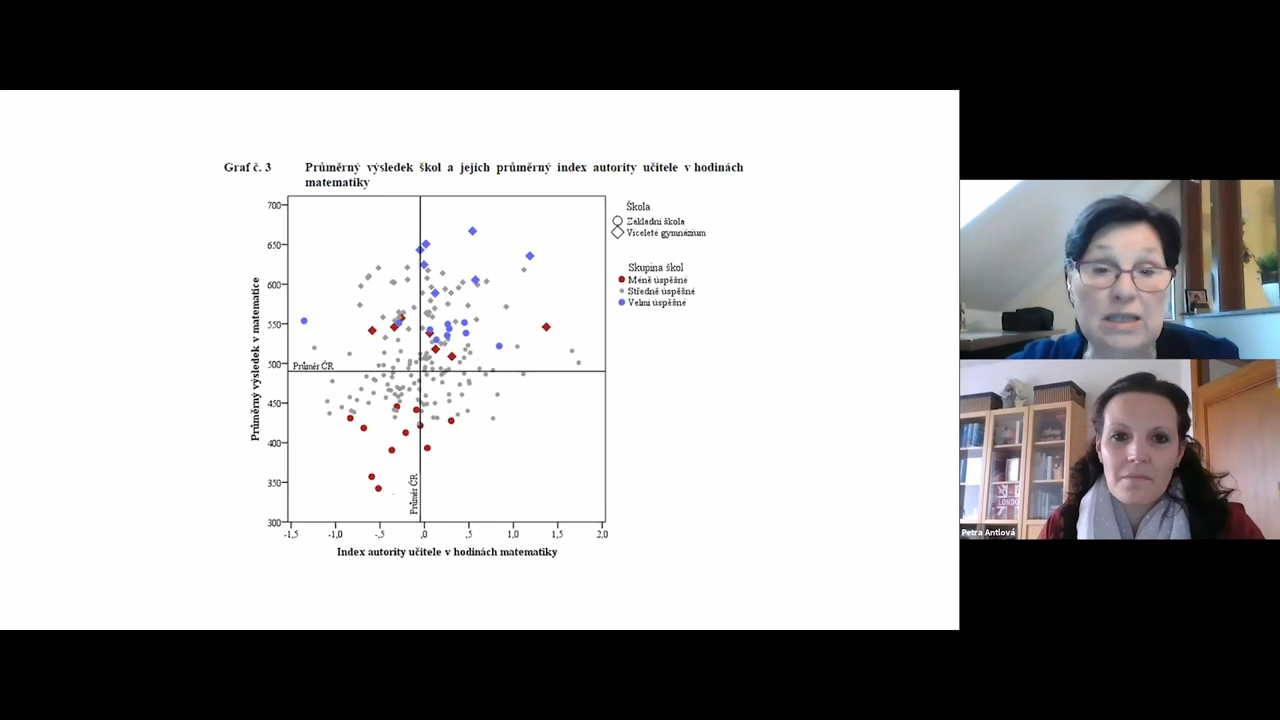 Graf č. 3 Průměrný výsledek škol a jejich průměrný index autority učitele v hodinách
matematiky
Škola
Základní škola
Víceleté gymnázium
Skupina škol
Méně úspěšné
Středně úspěšné
Velmi úspěšné
Průměrný výsledek v matematice
700
650
600
550
500
450
400
350
300
Průměr ČR
Průměr ČR
-1,5 -1,0 -,5 ,0 ,5 1,0 1,5 2,0
Index autority učitele v hodinách matematiky
LONDON
Petra Antlová